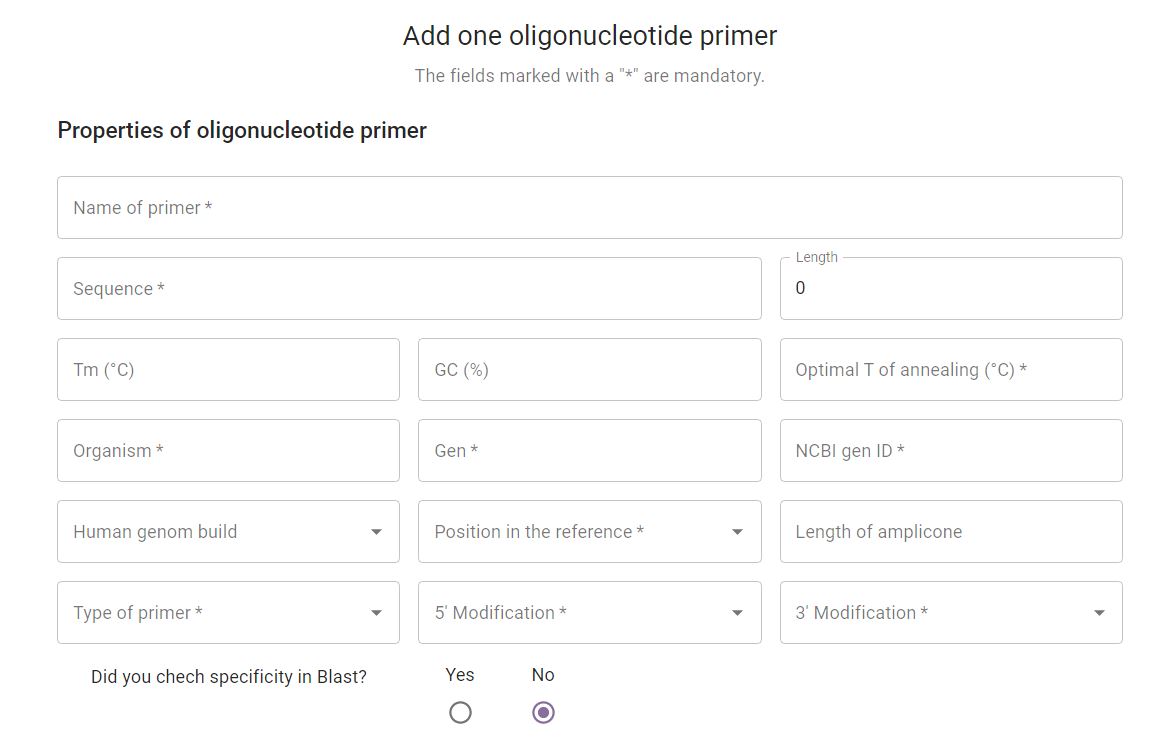 Add one oligonucleotide primer
The fields marked with a "*" are mandatory.
Properties of oligonucleotide primer
Name of primer *
Sequence *
Length
0
Tm (°C)
GC (%)
Optimal T of annealing (°C) *
Organism *
Gen *
NCBI gen ID *
Human genom build
Position in the reference *
Length of amplicone
Type of primer *
5' Modification *
3' Modification *
Did you chech specificity in Blast?
Yes
No